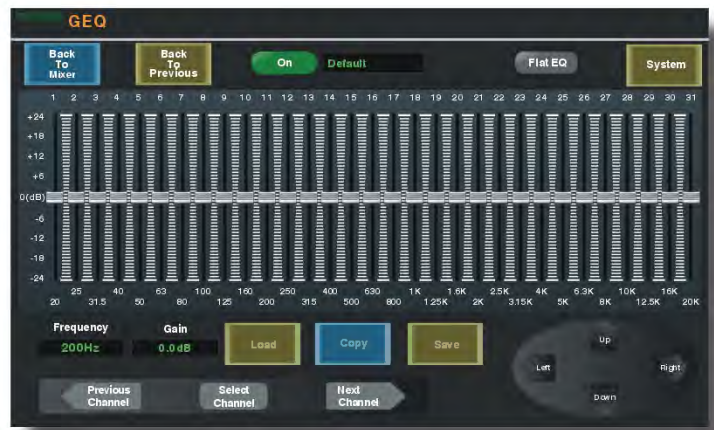 GEQ
Back
To
Mixer
Back
To
Previous
On
Default
Flat EQ
System
1 2 3 4 5 6 7 8 9 10 11 12 13 14 15 16 17 18 19 20 21 22 23 24 25 26 27 28 29 30 31
+24
+18
+12
+6
0(dB)
-6
-12
-18
-24
25 40 63 100 160 250 400 630 1K 1.6K 2.5K 4K 6.3K 10K 16K
20 31.5 50 80 125 200 315 500 800 1.25K 2K 3.15K 5K 8K 12.5K 20K
Frequency
Gain
200Hz
0.0dB
Load
Copy
Save
Up
Left
Right
Down
Previous
Channel
Select
Channel
Next
Channel